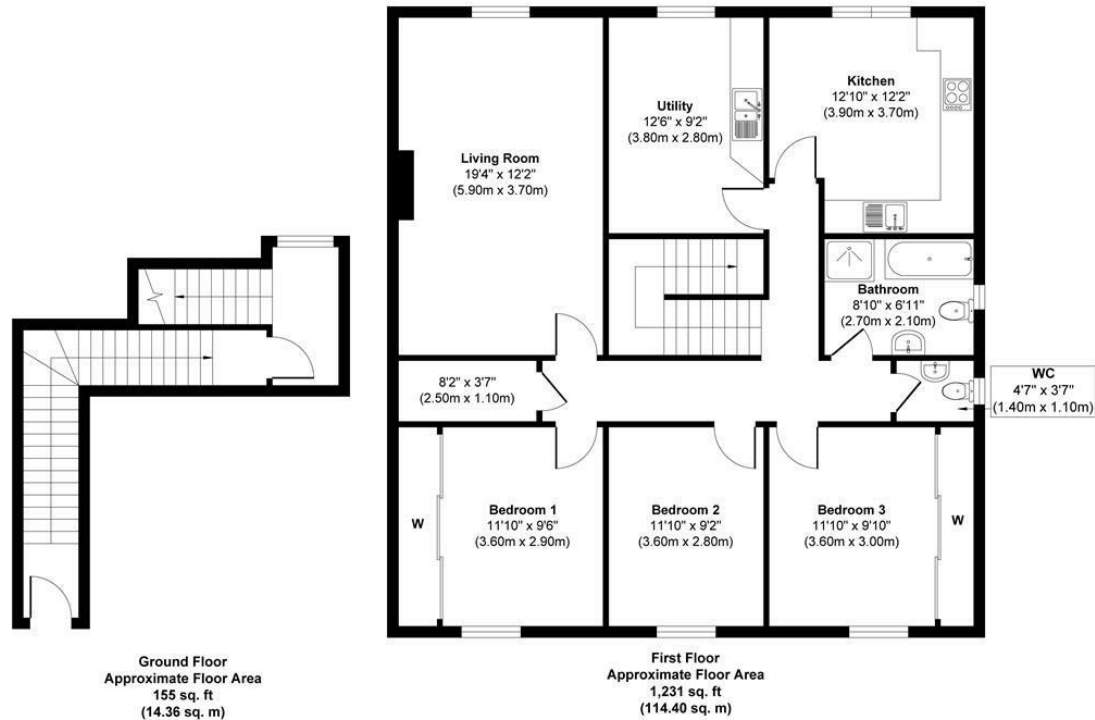 Living Room
19'4" x 12'2"
(5.90m x 3.70m)
Utility
12'6" x 9'2"
(3.80m x 2.80m)
Kitchen
12'10" x 12'2"
(3.90m x 3.70m)
Bathroom
8'10" x 6'11"
(2.70m x 2.10m)
8'2" x 3'7"
(2.50m x 1.10m)
WC
4'7" x 3'7"
(1.40m x 1.10m)
W
Bedroom 1
11'10" x 9'6"
(3.60m x 2.90m)
Bedroom 2
11'10" x 9'2"
(3.60m x 2.80m)
Bedroom 3
11'10" x 9'10"
(3.60m x 3.00m)
W
Ground Floor
Approximate Floor Area
155 sq. ft
(14.36 sq. m)
First Floor
Approximate Floor Area
1,231 sq. ft
(114.40 sq. m)